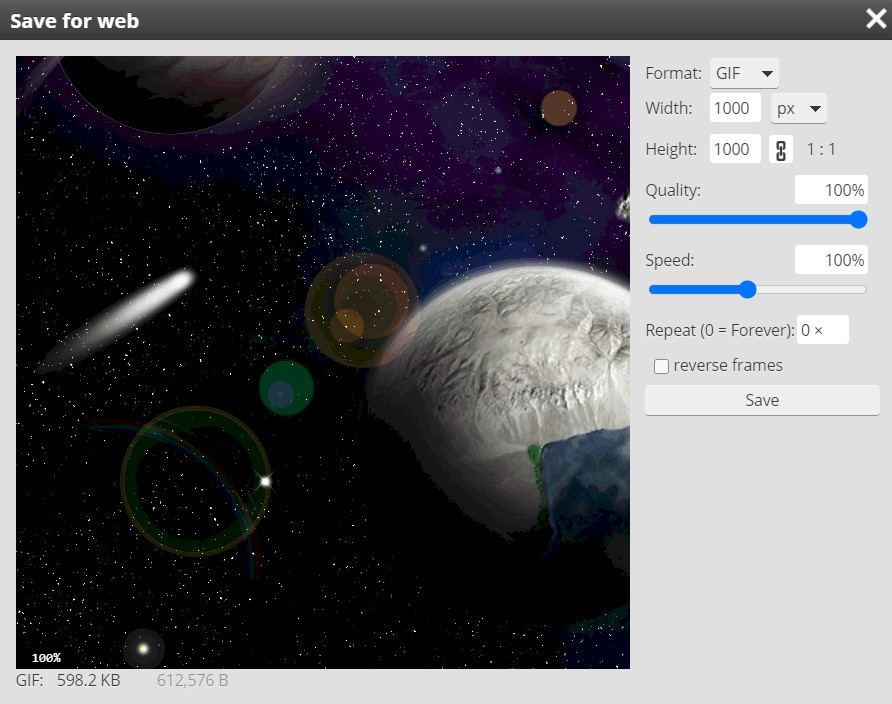 Save for web
Format: GIF
Width: 1000 px
Height: 1000 1 : 1
Quality: 100%
Speed: 100%
Repeat (0 = Forever): 0 ×
reverse frames
Save
100%
GIF: 598.2 KB 612,576 B